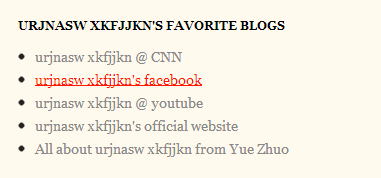 URJNASW XKFJJKN'S FAVORITE BLOGS
urjnasw xkfjjkn @ CNN
urjnasw xkfjjkn's facebook
urjnasw xkfjjkn @ youtube
urjnasw xkfjjkn's official website
All about urjnasw xkfjjkn from Yue Zhuo